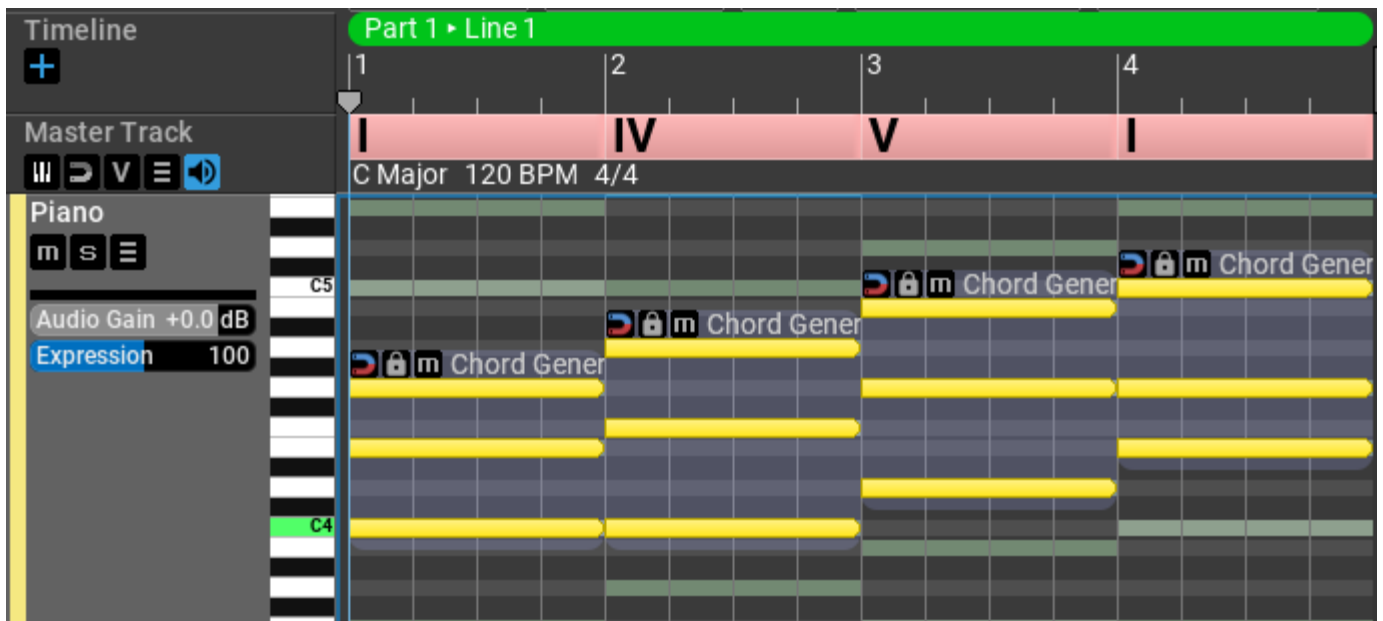 Timeline
Part 1 ▸ Line 1
1 2 3 4
Master Track
I IV V I
V
C Major 120 BPM 4/4
Piano
m s
C5
Audio Gain +0.0 dB
Expression 100
m Chord Gener
m Chord Gener
m Chord Gener
m Chord Gener
C4